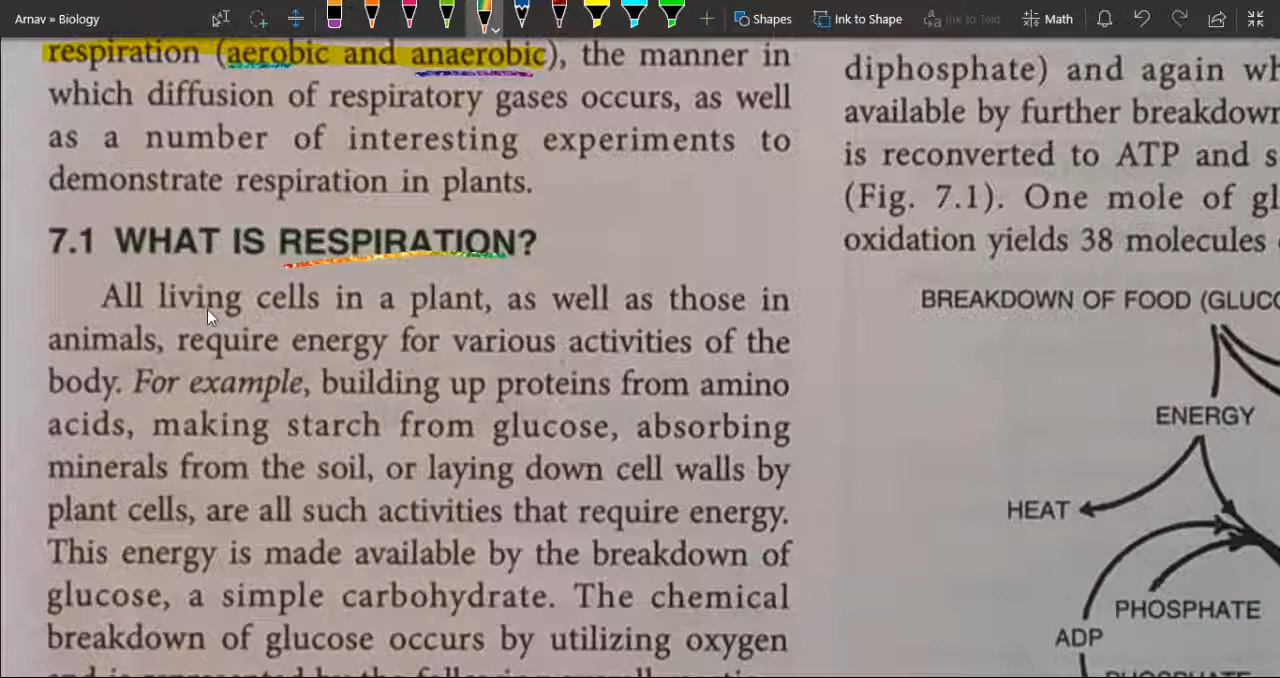 Arnav » Biology
Shapes
Ink to Shape
Ink to Text
Math
respiration (aerobic and anaerobic), the manner in
which diffusion of respiratory gases occurs, as well
as a number of interesting experiments to
demonstrate respiration in plants.
7.1 WHAT IS RESPIRATION?
All living cells in a plant, as well as those in
animals, require energy for various activities of the
body. For example, building up proteins from amino
acids, making starch from glucose, absorbing
minerals from the soil, or laying down cell walls by
plant cells, are all such activities that require energy.
This energy is made available by the breakdown of
glucose, a simple carbohydrate. The chemical
breakdown of glucose occurs by utilizing oxygen
diphosphate) and again wh
available by further breakdown
is reconverted to ATP and s
(Fig. 7.1). One mole of gl
oxidation yields 38 molecules
BREAKDOWN OF FOOD (GLUCO
ENERGY
HEAT
PHOSPHATE
ADP
PHOSPHATE